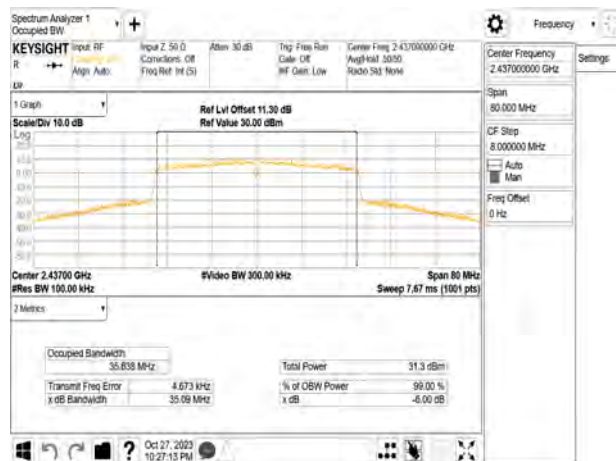 Spectrum Analyzer 1
Occupied BW
Frequency
KEYSIGHT
Input: RF
Input Z: 50 Ω
Atten: 30 dB
Trig: Free Run
Center Freq: 2.437000000 GHz
R
Corrections: Off
Gate: Off
Avg|Hold: 50/50
Align: Auto
Freq Ref: Int (S)
#IF Gain: Low
Radio Std: None
Center Frequency
2.437000000 GHz
Settings
Span
80.000 MHz
CF Step
8.000000 MHz
Auto
Man
Freq Offset
0 Hz
1 Graph
Scale/Div 10.0 dB
Ref Lvl Offset 11.30 dB
Ref Value 30.00 dBm
Log
Center 2.43700 GHz
#Video BW 300.00 kHz
Span 80 MHz
#Res BW 100.00 kHz
Sweep 7.67 ms (1001 pts)
2 Metrics
Occupied Bandwidth
35.838 MHz
Total Power
31.3 dBm
Transmit Freq Error
4.673 kHz
% of OBW Power
99.00 %
x dB Bandwidth
35.09 MHz
x dB
-6.00 dB
Oct 27, 2023
10:27:13 PM